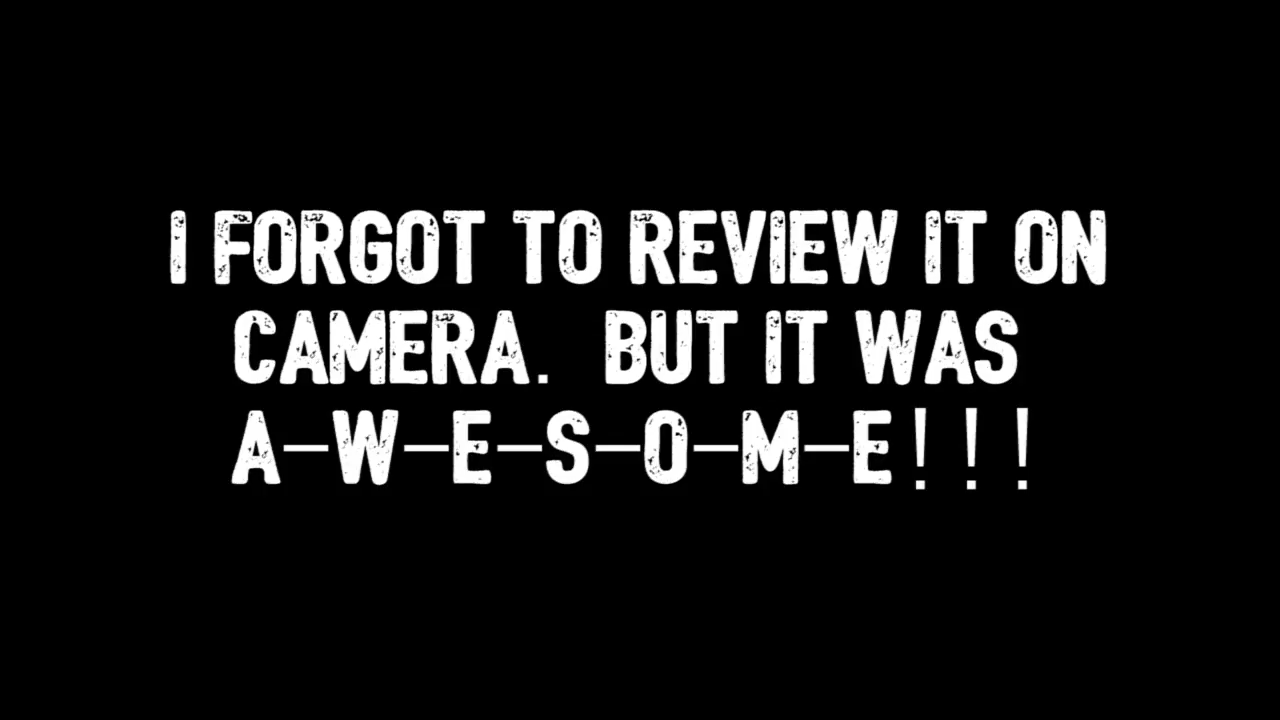 I FORGOT TO REVIEW IT ON
CAMERA.  BUT IT WAS
A-W-E-S-O-M-E!!!